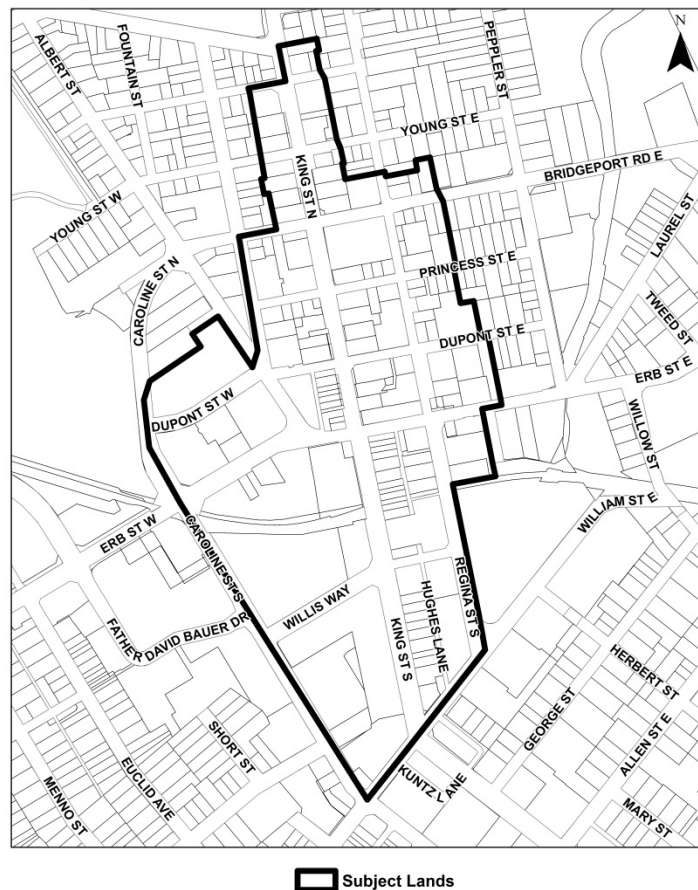 N
ALBERT ST
FOUNTAIN ST
PEPPLER ST
YOUNG ST E
KING ST N
BRIDGEPORT RD E
YOUNG ST W
LAUREL ST
CAROLINE ST N
PRINCESS ST E
TWEED ST
DUPONT ST E
ERB ST E
DUPONT ST W
WILLOW ST
WILLIAM ST E
ERB ST W
CAROLINE ST S
REGINA ST S
WILLIS WAY
HUGHES LANE
KING ST S
FATHER DAVID BAUER DR
HERBERT ST
GEORGE ST
SHORT ST
ALLEN ST E
EUCLID AVE
KUNTZ LANE
MENNO ST
MARY ST
Subject Lands